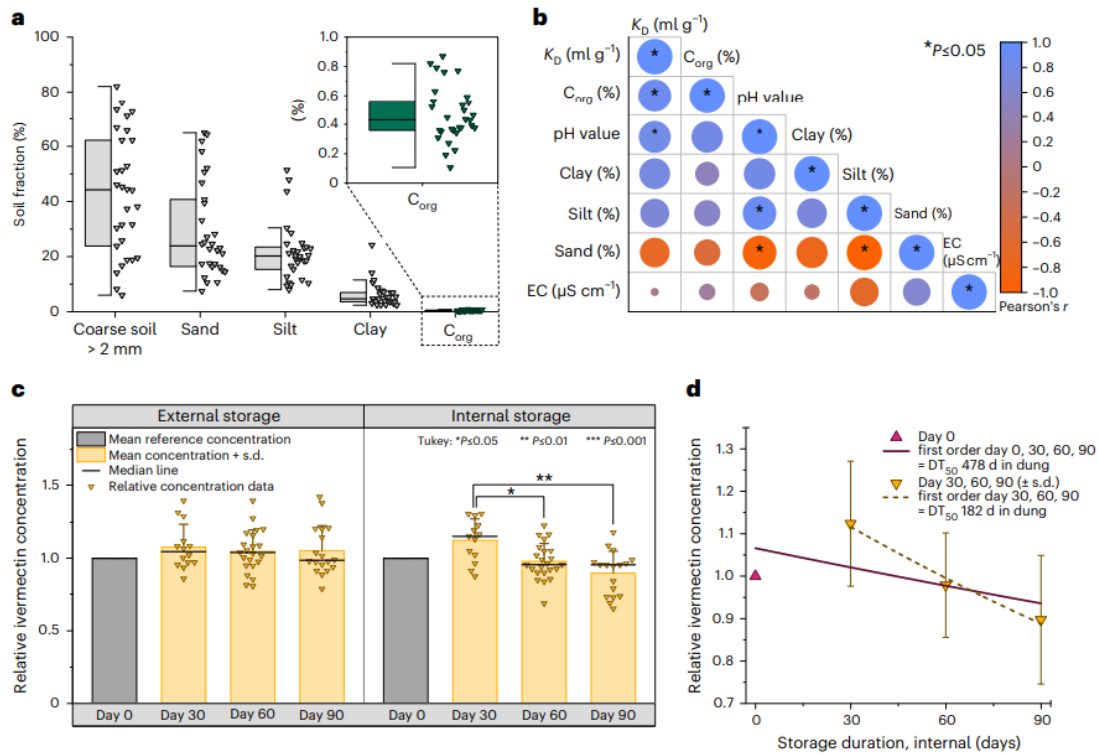 a
100
80
60
40
20
0
Soil fraction (%)
Coarse soil
> 2 mm
Sand
Silt
Clay
C_org
1.0
0.8
0.6
0.4
0.2
0
(%)
C_org
b
K_D (ml g⁻¹)
K_D (ml g⁻¹)
C_org (%)
pH value
Clay (%)
Silt (%)
Sand (%)
EC (µS cm⁻¹)
* C_org (%)
* * pH value
* * Clay (%)
* Silt (%)
* * Sand (%)
* * * EC
(µS cm⁻¹)
*
*P≤0.05
1.0
0.8
0.6
0.4
0.2
0
−0.2
−0.4
−0.6
−0.8
−1.0
Pearson's r
c
External storage
Internal storage
Mean reference concentration
Mean concentration + s.d.
Median line
Relative concentration data
Tukey: *P≤0.05 ** P≤0.01 *** P≤0.001
*
**
Relative ivermectin concentration
1.5
1.0
0.5
0
Day 0 Day 30 Day 60 Day 90 Day 0 Day 30 Day 60 Day 90
d
Day 0
first order day 0, 30, 60, 90
= DT₅₀ 478 d in dung
Day 30, 60, 90 (± s.d.)
first order day 30, 60, 90
= DT₅₀ 182 d in dung
Relative ivermectin concentration
1.3
1.2
1.1
1.0
0.9
0.8
0.7
0 30 60 90
Storage duration, internal (days)